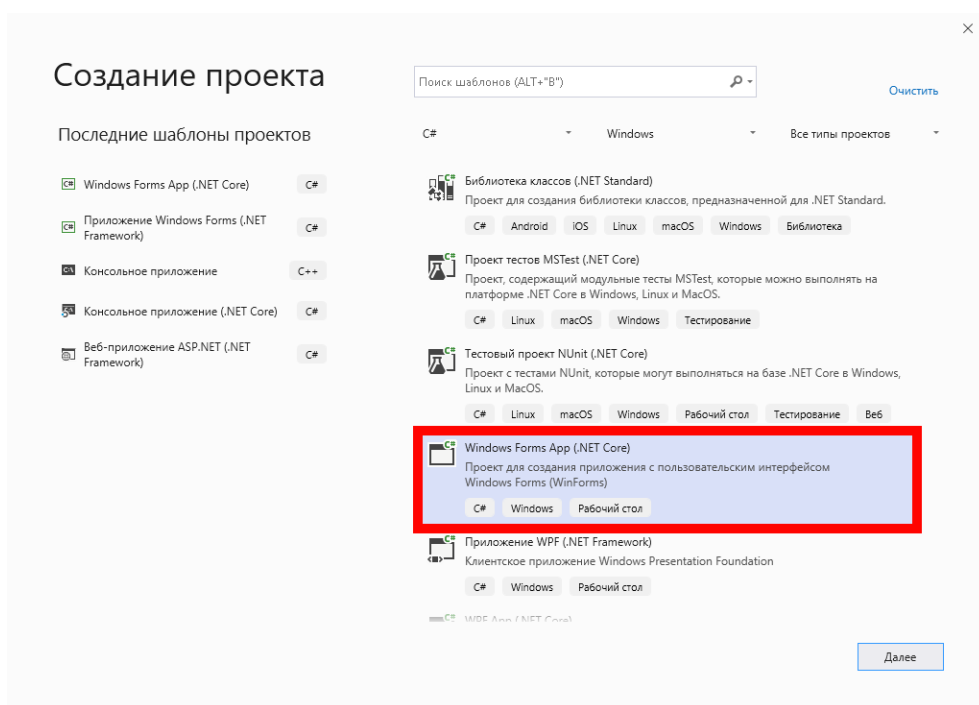 Создание проекта
Поиск шаблонов (ALT+"В")
Очистить
Последние шаблоны проектов
C#
Windows
Все типы проектов
Windows Forms App (.NET Core)
C#
Приложение Windows Forms (.NET
Framework)
C#
Консольное приложение
C++
Консольное приложение (.NET Core)
C#
Веб-приложение ASP.NET (.NET
Framework)
C#
Библиотека классов (.NET Standard)
Проект для создания библиотеки классов, предназначенной для .NET Standard.
C# Android iOS Linux macOS Windows Библиотека
Проект тестов MSTest (.NET Core)
Проект, содержащий модульные тесты MSTest, которые можно выполнять на
платформе .NET Core в Windows, Linux и MacOS.
C# Linux macOS Windows Тестирование
Тестовый проект NUnit (.NET Core)
Проект с тестами NUnit, которые могут выполняться на базе .NET Core в Windows,
Linux и MacOS.
C# Linux macOS Windows Рабочий стол Тестирование Веб
Windows Forms App (.NET Core)
Проект для создания приложения с пользовательским интерфейсом
Windows Forms (WinForms)
C# Windows Рабочий стол
Приложение WPF (.NET Framework)
Клиентское приложение Windows Presentation Foundation
C# Windows Рабочий стол
WPF App (.NET Core)
Далее